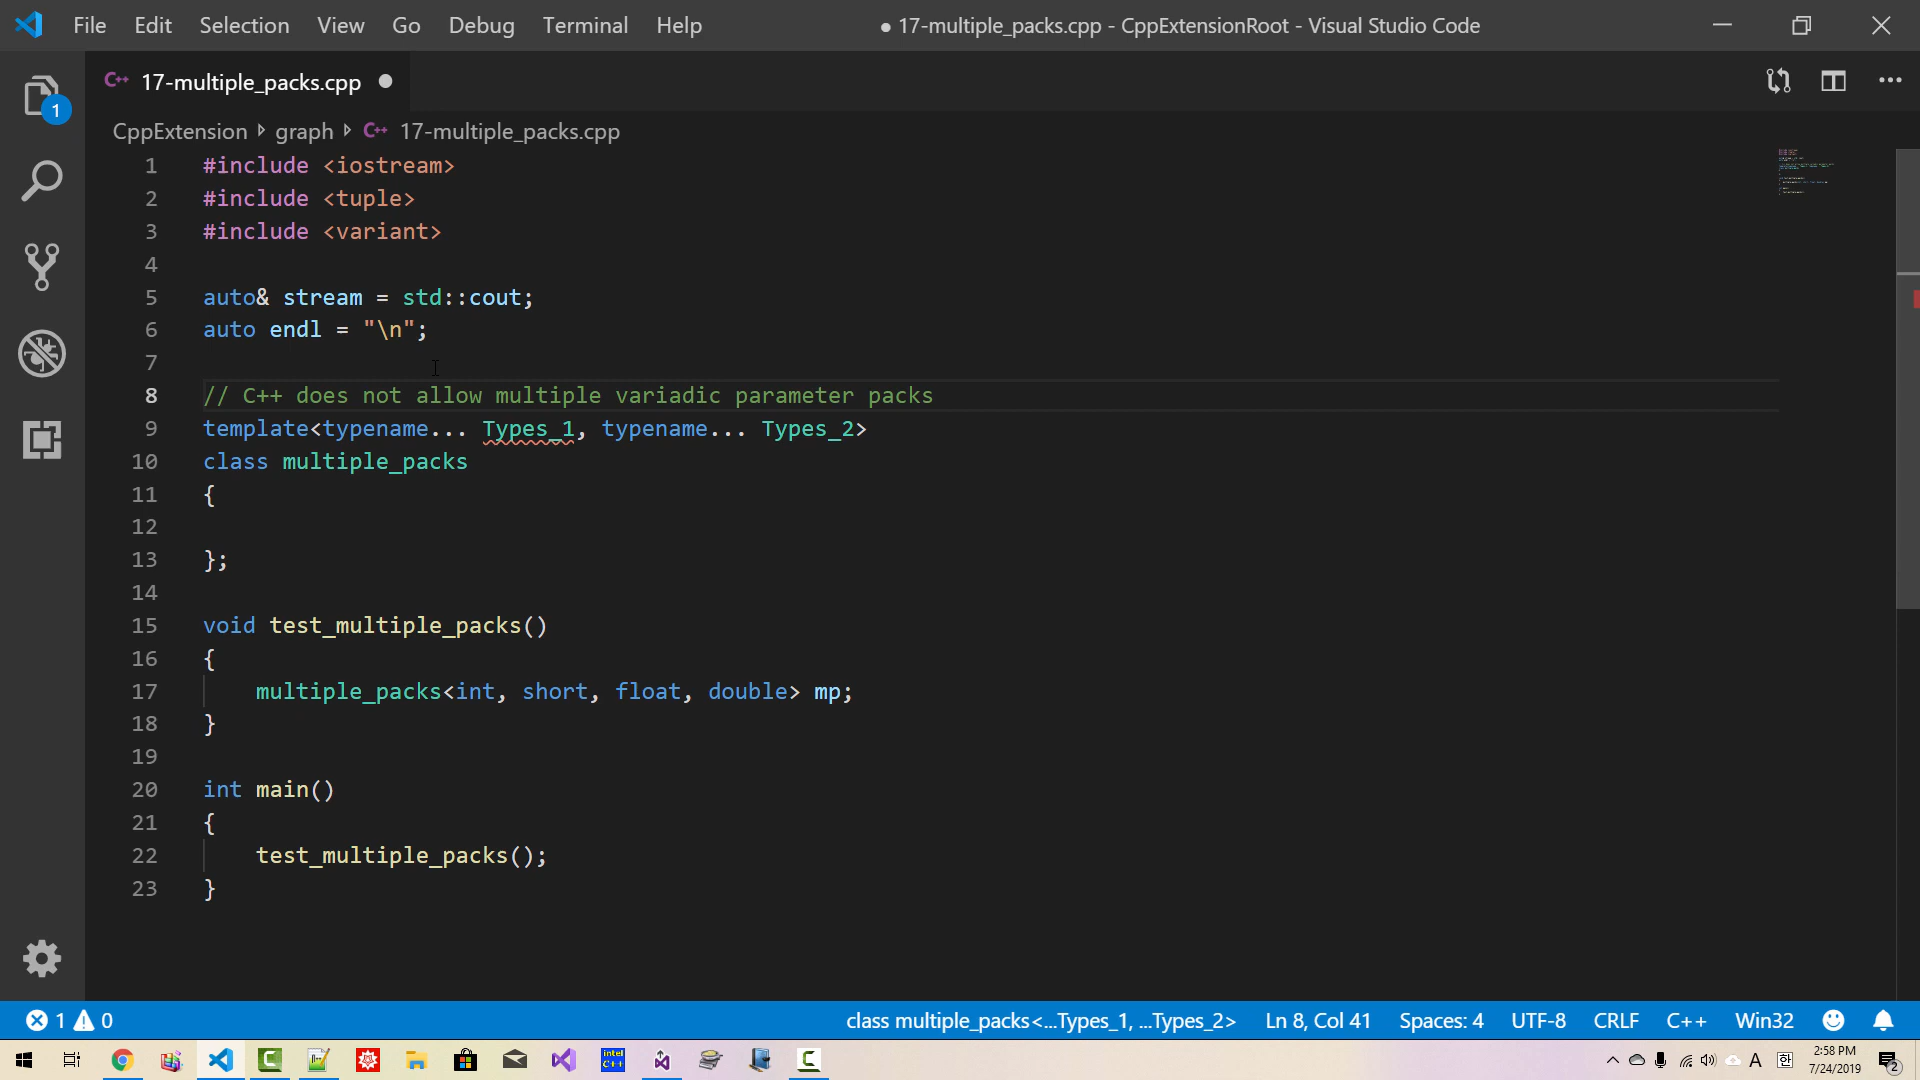 File Edit Selection View Go Debug Terminal Help ● 17-multiple_packs.cpp - CppExtensionRoot - Visual Studio Code
C++ 17-multiple_packs.cpp
1
CppExtension graph C++ 17-multiple_packs.cpp
1 #include <iostream>
2 #include <tuple>
3 #include <variant>
4
5 auto& stream = std::cout;
6 auto endl = "\n";
7
8 // C++ does not allow multiple variadic parameter packs
9 template<typename... Types_1, typename... Types_2>
10 class multiple_packs
11 {
12
13 };
14
15 void test_multiple_packs()
16 {
17 multiple_packs<int, short, float, double> mp;
18 }
19
20 int main()
21 {
22 test_multiple_packs();
23 }
1 0 class multiple_packs<...Types_1, ...Types_2> Ln 8, Col 41 Spaces: 4 UTF-8 CRLF C++ Win32
intel C++
A 한 2:58 PM
7/24/2019 2